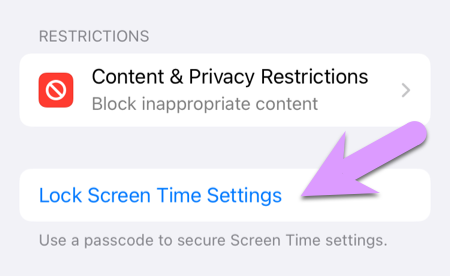 RESTRICTIONS
Content & Privacy Restrictions
Block inappropriate content
Lock Screen Time Settings
Use a passcode to secure Screen Time settings.